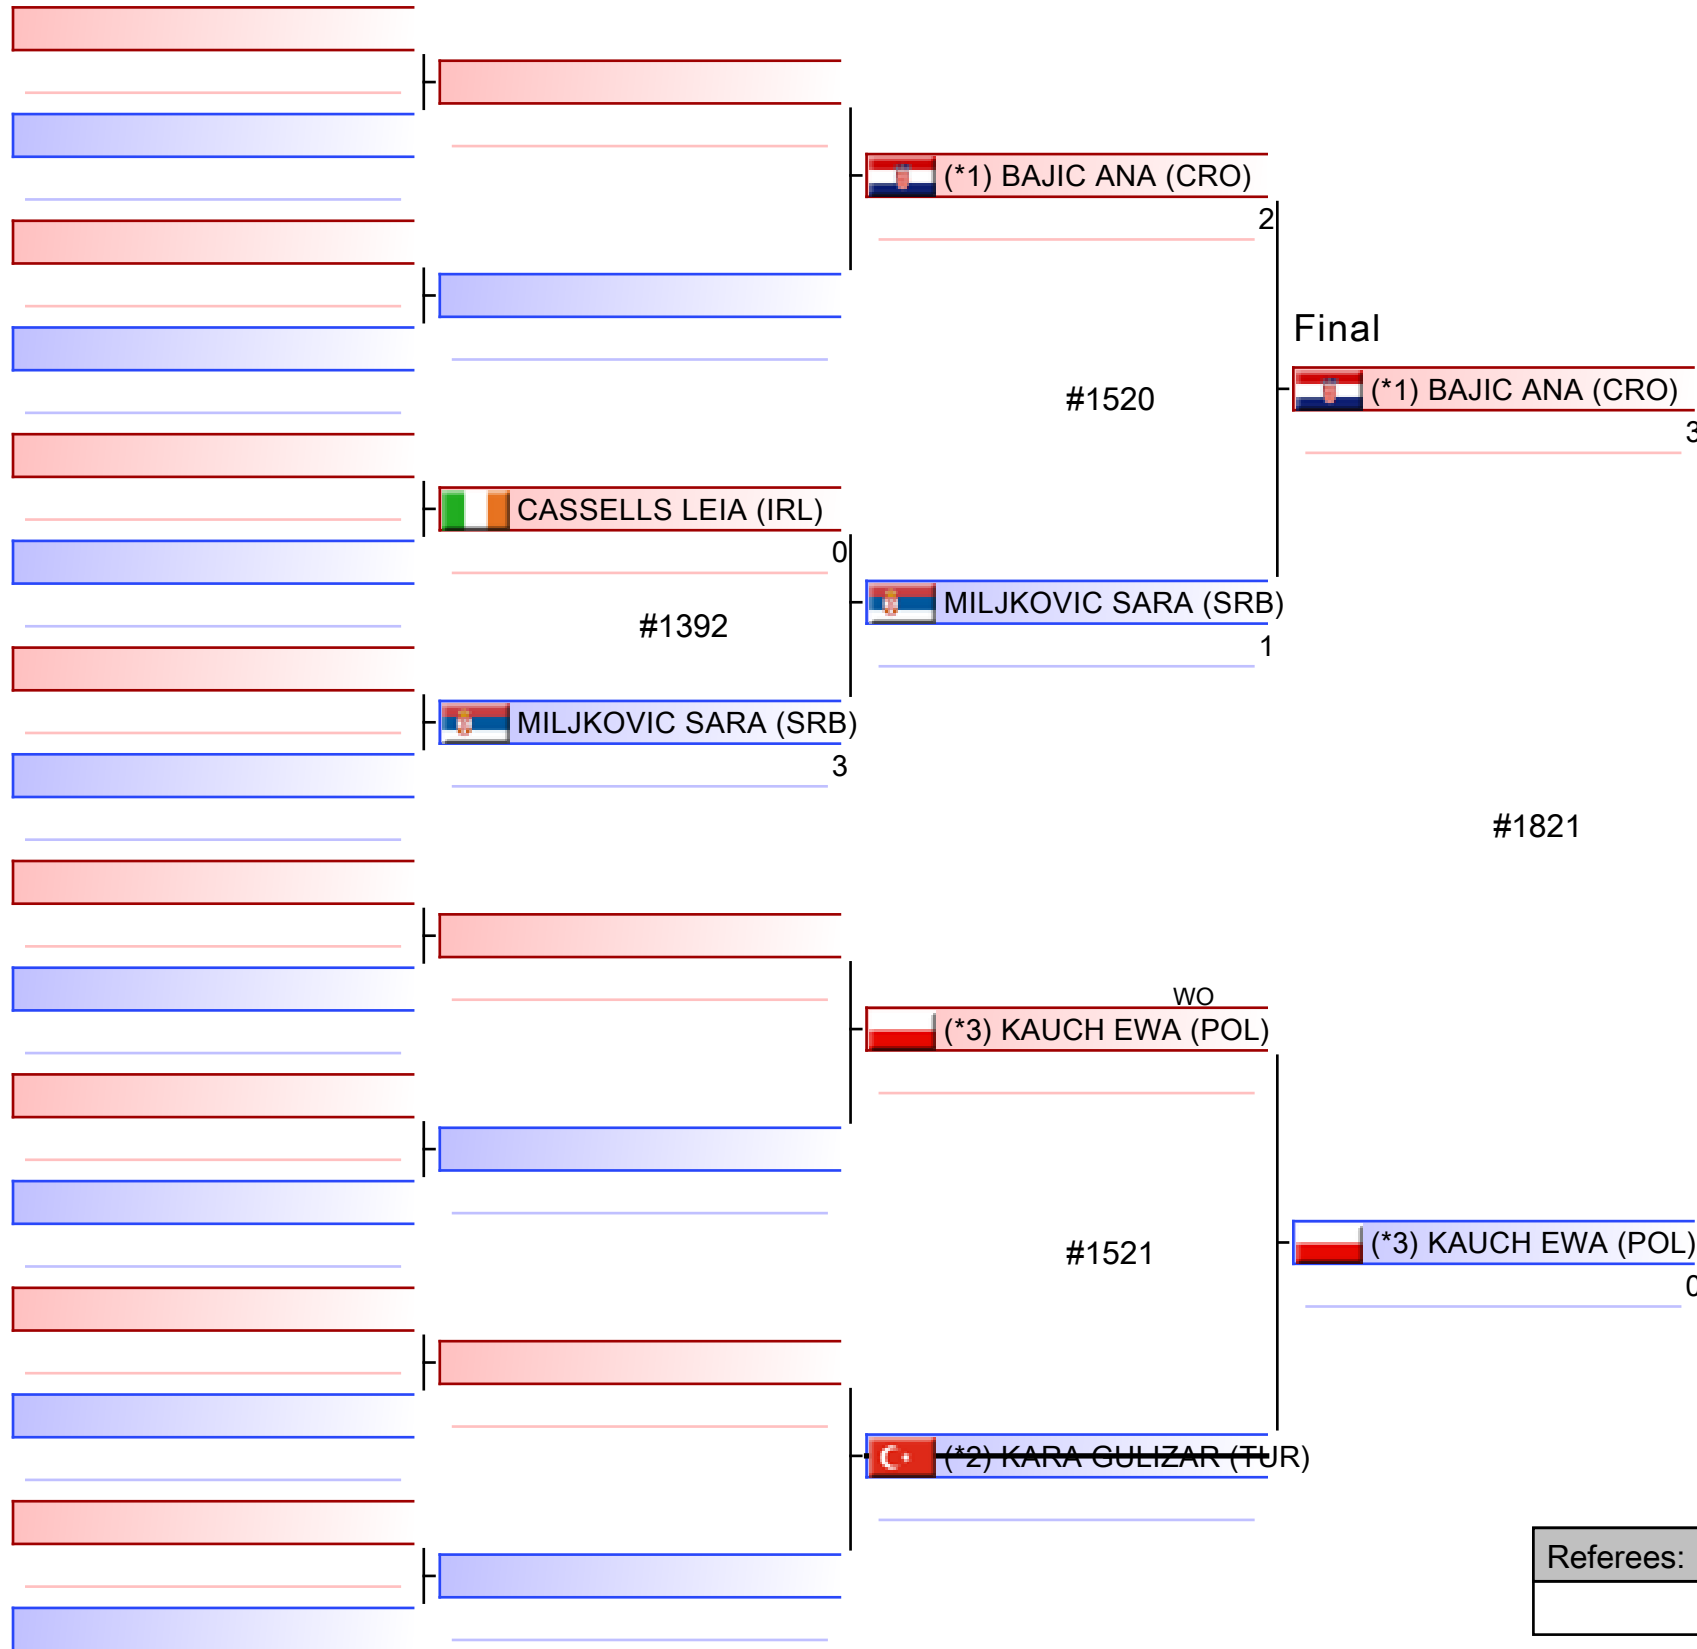 (*1) BAJIC ANA (CRO)
2
Final
#1520
(*1) BAJIC ANA (CRO)
3
CASSELLS LEIA (IRL)
0
MILJKOVIC SARA (SRB)
#1392
1
MILJKOVIC SARA (SRB)
3
#1821
WO
(*3) KAUCH EWA (POL)
#1521
(*3) KAUCH EWA (POL)
0
(*2) KARA GULIZAR (TUR)
Referees: